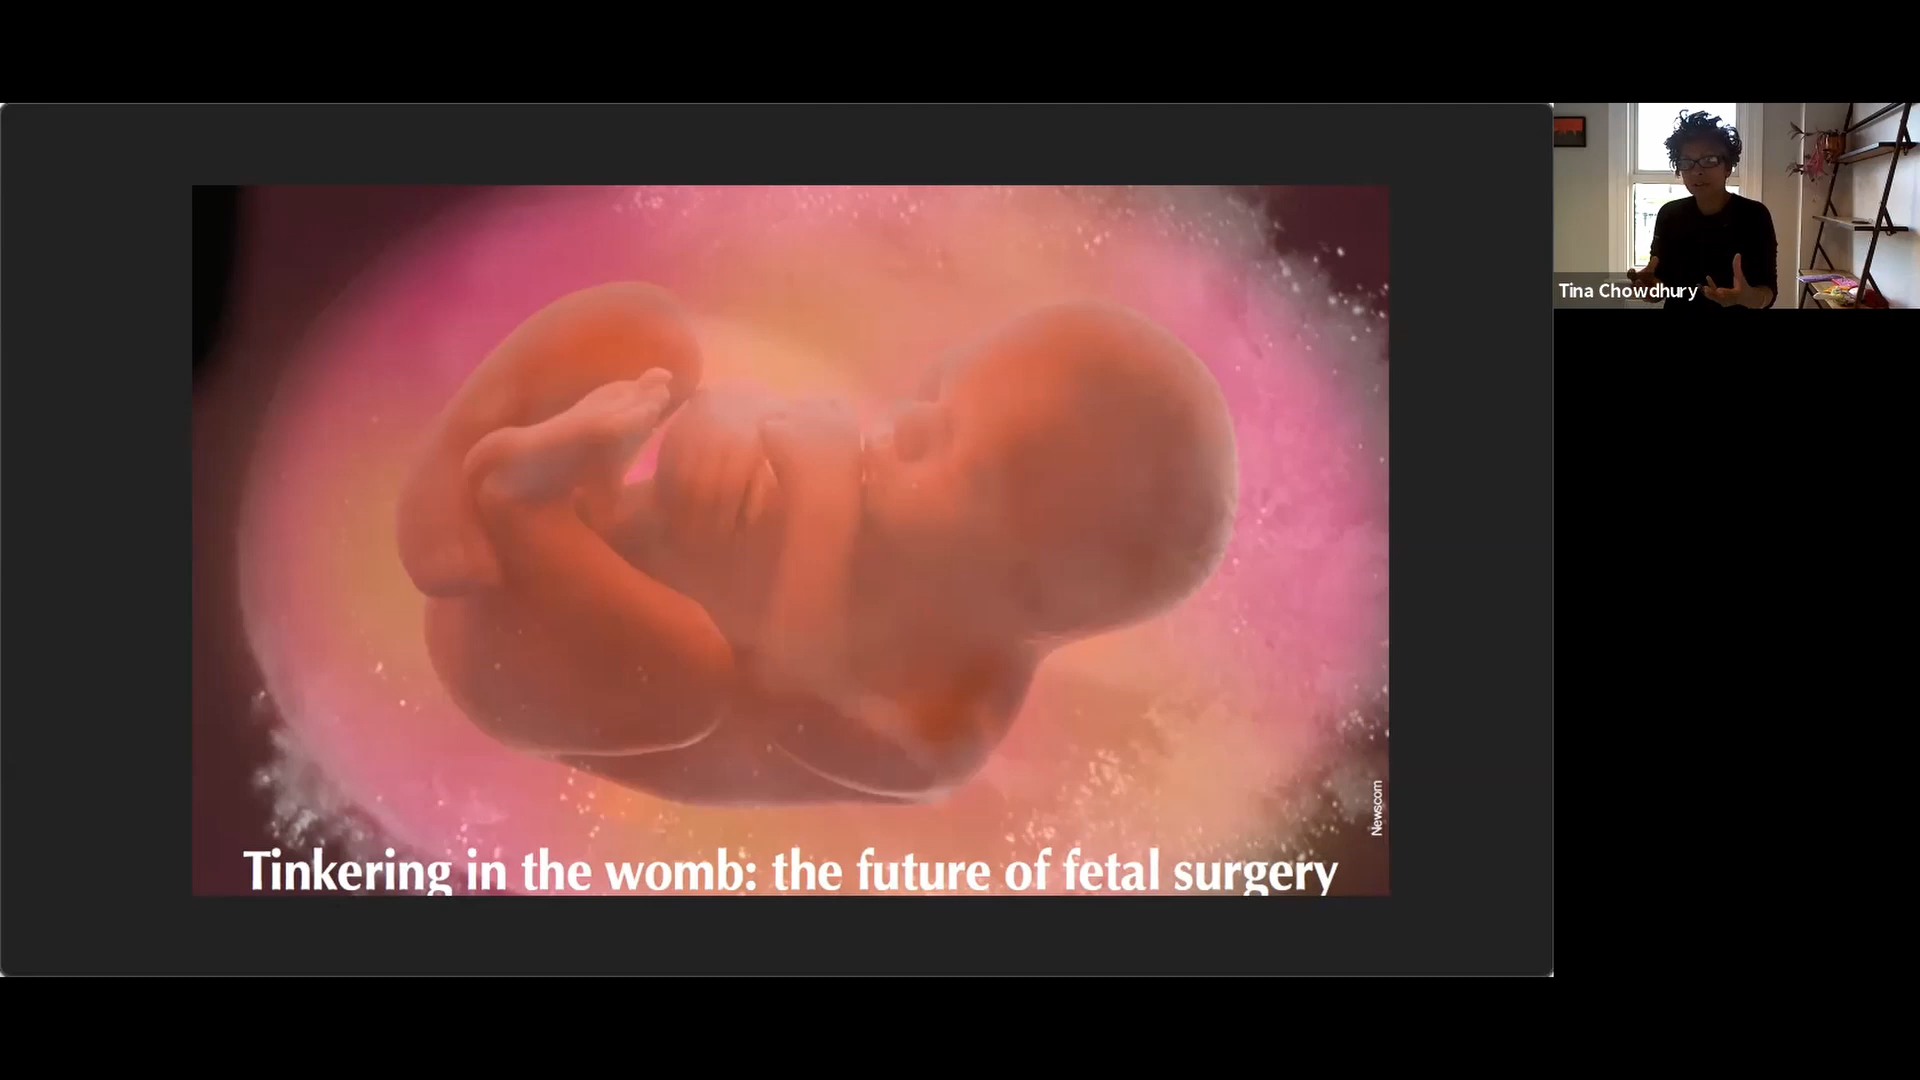 Tina Chowdhury
Newscom
Tinkering in the womb: the future of fetal surgery